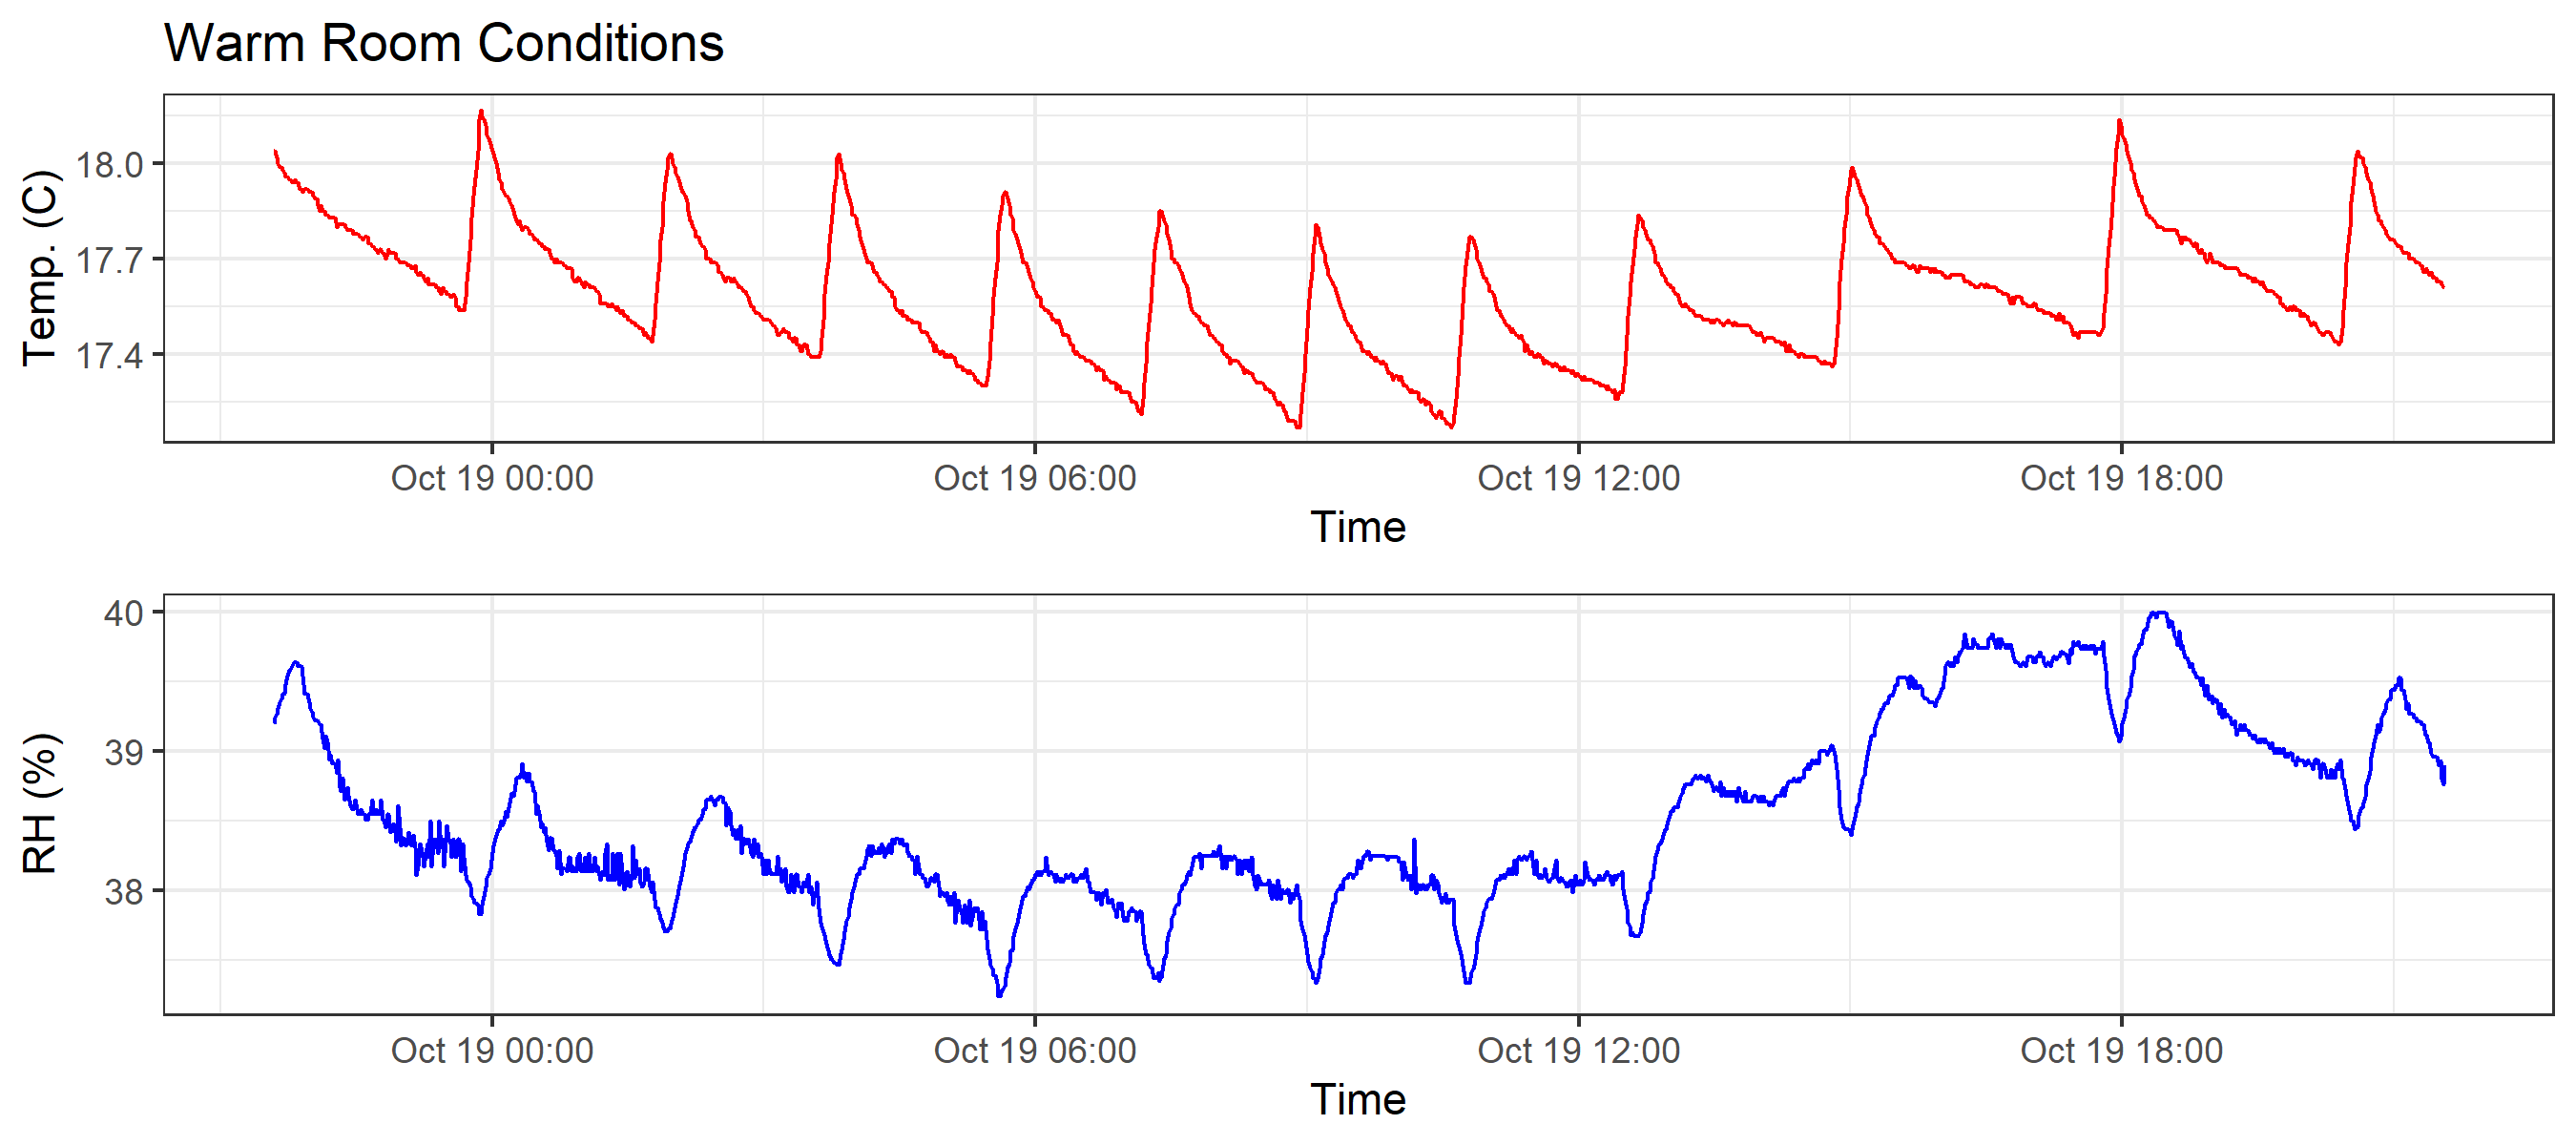 Warm Room Conditions
Temp. (C)
18.0
17.7
17.4
Oct 19 00:00 Oct 19 06:00 Oct 19 12:00 Oct 19 18:00
Time
RH (%)
40
39
38
Oct 19 00:00 Oct 19 06:00 Oct 19 12:00 Oct 19 18:00
Time